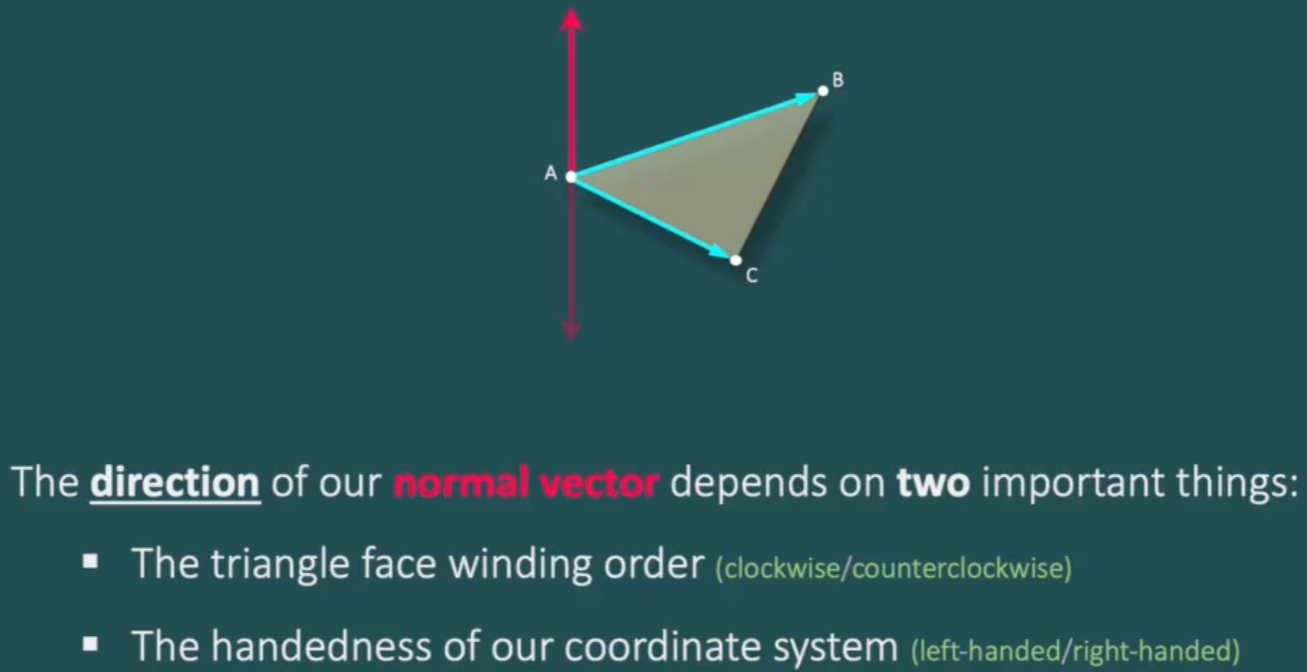 B
A
C
The direction of our normal vector depends on two important things:
▪ The triangle face winding order (clockwise/counterclockwise)
▪ The handedness of our coordinate system (left-handed/right-handed)